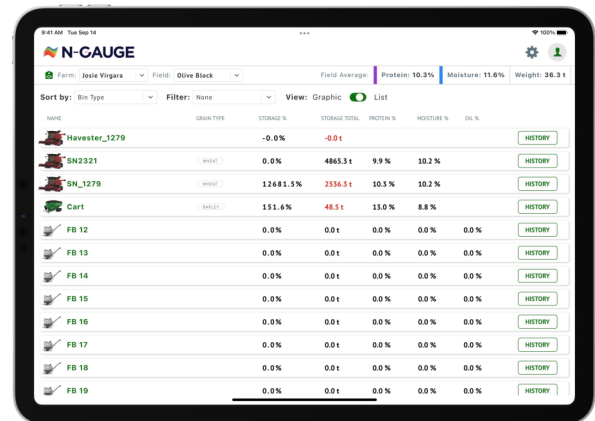 9:41 AM Tue Sep 14 100%
N-GAUGE
Farm: Josie Virgara Field: Olive Block Field Average: Protein: 10.3% Moisture: 11.6% Weight: 36.3 t
Sort by: Bin Type Filter: None View: Graphic List
NAME GRAIN TYPE STORAGE % STORAGE TOTAL PROTEIN % MOISTURE % OIL %
Havester_1279 -0.0% -0.0 t HISTORY
SN2321 WHEAT 0.0% 4865.3 t 9.9 % 10.2 % HISTORY
SN_1279 WHEAT 12681.5% 2536.3 t 10.3 % 10.2 % HISTORY
Cart BARLEY 151.6% 48.5 t 13.0 % 8.8 % HISTORY
FB 12 0.0% 0.0 t 0.0 % 0.0 % 0.0 % HISTORY
FB 13 0.0% 0.0 t 0.0 % 0.0 % 0.0 % HISTORY
FB 14 0.0% 0.0 t 0.0 % 0.0 % 0.0 % HISTORY
FB 15 0.0% 0.0 t 0.0 % 0.0 % 0.0 % HISTORY
FB 16 0.0% 0.0 t 0.0 % 0.0 % 0.0 % HISTORY
FB 17 0.0% 0.0 t 0.0 % 0.0 % 0.0 % HISTORY
FB 18 0.0% 0.0 t 0.0 % 0.0 % 0.0 % HISTORY
FB 19 0.0% 0.0 t 0.0 % 0.0 % 0.0 % HISTORY